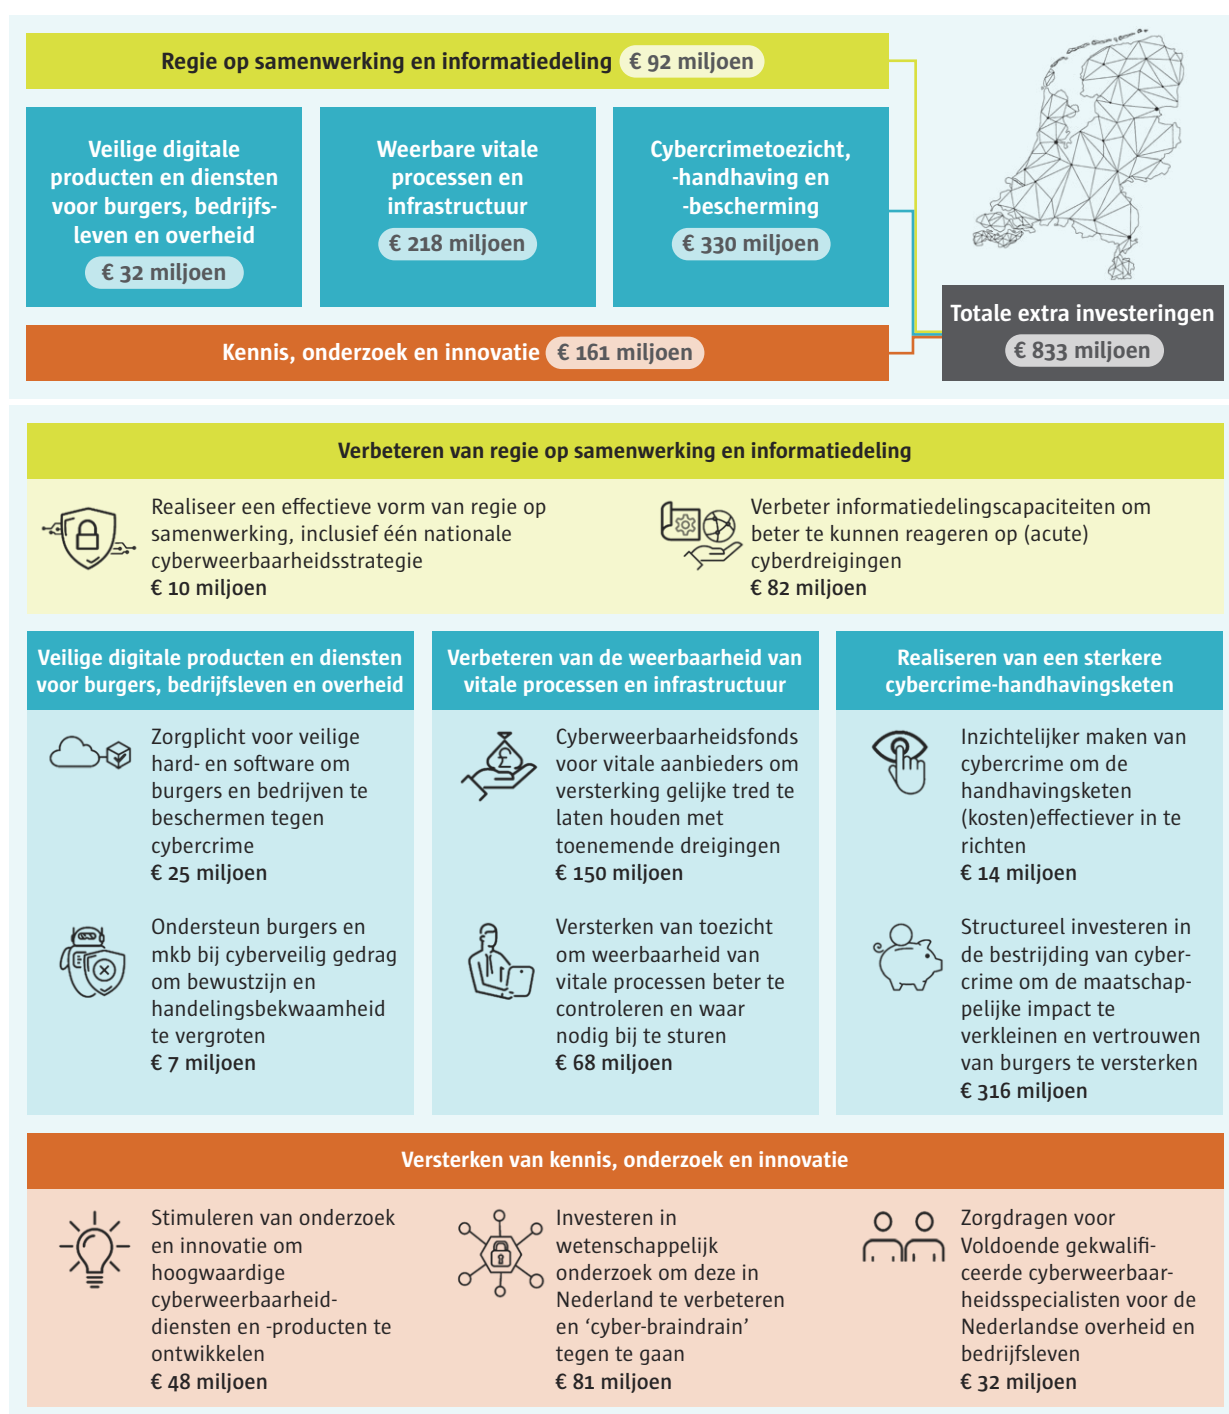 Regie op samenwerking en informatiedeling € 92 miljoen
Veilige digitale
producten en diensten
voor burgers, bedrijfs-
leven en overheid
€ 32 miljoen
Weerbare vitale
processen en
infrastructuur
€ 218 miljoen
Cybercrimetoezicht,
-handhaving en
-bescherming
€ 330 miljoen
Kennis, onderzoek en innovatie € 161 miljoen
Totale extra investeringen
€ 833 miljoen
Verbeteren van regie op samenwerking en informatiedeling
Realiseer een effectieve vorm van regie op
samenwerking, inclusief één nationale
cyberweerbaarheidsstrategie
€ 10 miljoen
Verbeter informatiedelingscapaciteiten om
beter te kunnen reageren op (acute)
cyberdreigingen
€ 82 miljoen
Veilige digitale producten en diensten
voor burgers, bedrijfsleven en overheid
Zorgplicht voor veilige
hard- en software om
burgers en bedrijven te
beschermen tegen
cybercrime
€ 25 miljoen
Ondersteun burgers en
mkb bij cyberveilig gedrag
om bewustzijn en
handelingsbekwaamheid
te vergroten
€ 7 miljoen
Verbeteren van de weerbaarheid van
vitale processen en infrastructuur
£
Cyberweerbaarheidsfonds
voor vitale aanbieders om
versterking gelijke tred te
laten houden met
toenemende dreigingen
€ 150 miljoen
Versterken van toezicht
om weerbaarheid van
vitale processen beter te
controleren en waar
nodig bij te sturen
€ 68 miljoen
Realiseren van een sterkere
cybercrime-handhavingsketen
Inzichtelijker maken van
cybercrime om de
handhavingsketen
(kosten)effectiever in te
richten
€ 14 miljoen
Structureel investeren in
de bestrijding van cyber-
crime om de maatschap-
pelijke impact te
verkleinen en vertrouwen
van burgers te versterken
€ 316 miljoen
Versterken van kennis, onderzoek en innovatie
Stimuleren van onderzoek
en innovatie om
hoogwaardige
cyberweerbaarheid-
diensten en -producten te
ontwikkelen
€ 48 miljoen
Investeren in
wetenschappelijk
onderzoek om deze in
Nederland te verbeteren
en ‘cyber-braindrain’
tegen te gaan
€ 81 miljoen
Zorgdragen voor
Voldoende gekwalifi-
ceerde cyberweerbaar-
heidsspecialisten voor de
Nederlandse overheid en
bedrijfsleven
€ 32 miljoen